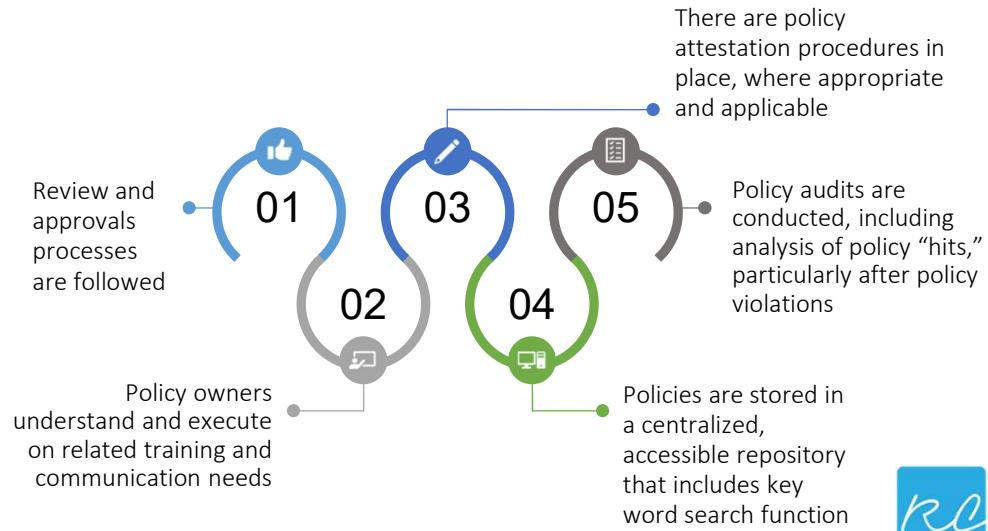 01
Review and
approvals
processes
are followed
02
Policy owners
understand and execute
on related training and
communication needs
03
There are policy
attestation procedures in
place, where appropriate
and applicable
04
Policies are stored in
a centralized,
accessible repository
that includes key
word search function
05
Policy audits are
conducted, including
analysis of policy “hits,”
particularly after policy
violations
RC